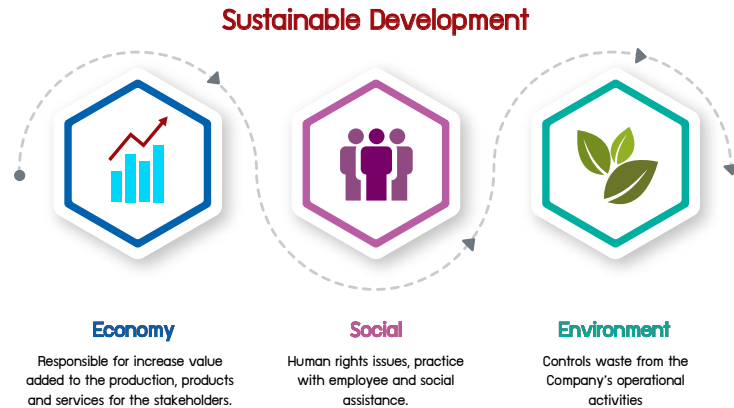 Sustainable Development
Economy
Responsible for increase value
added to the production, products
and services for the stakeholders.
Social
Human rights issues, practice
with employee and social
assistance.
Environment
Controls waste from the
Company's operational
activities